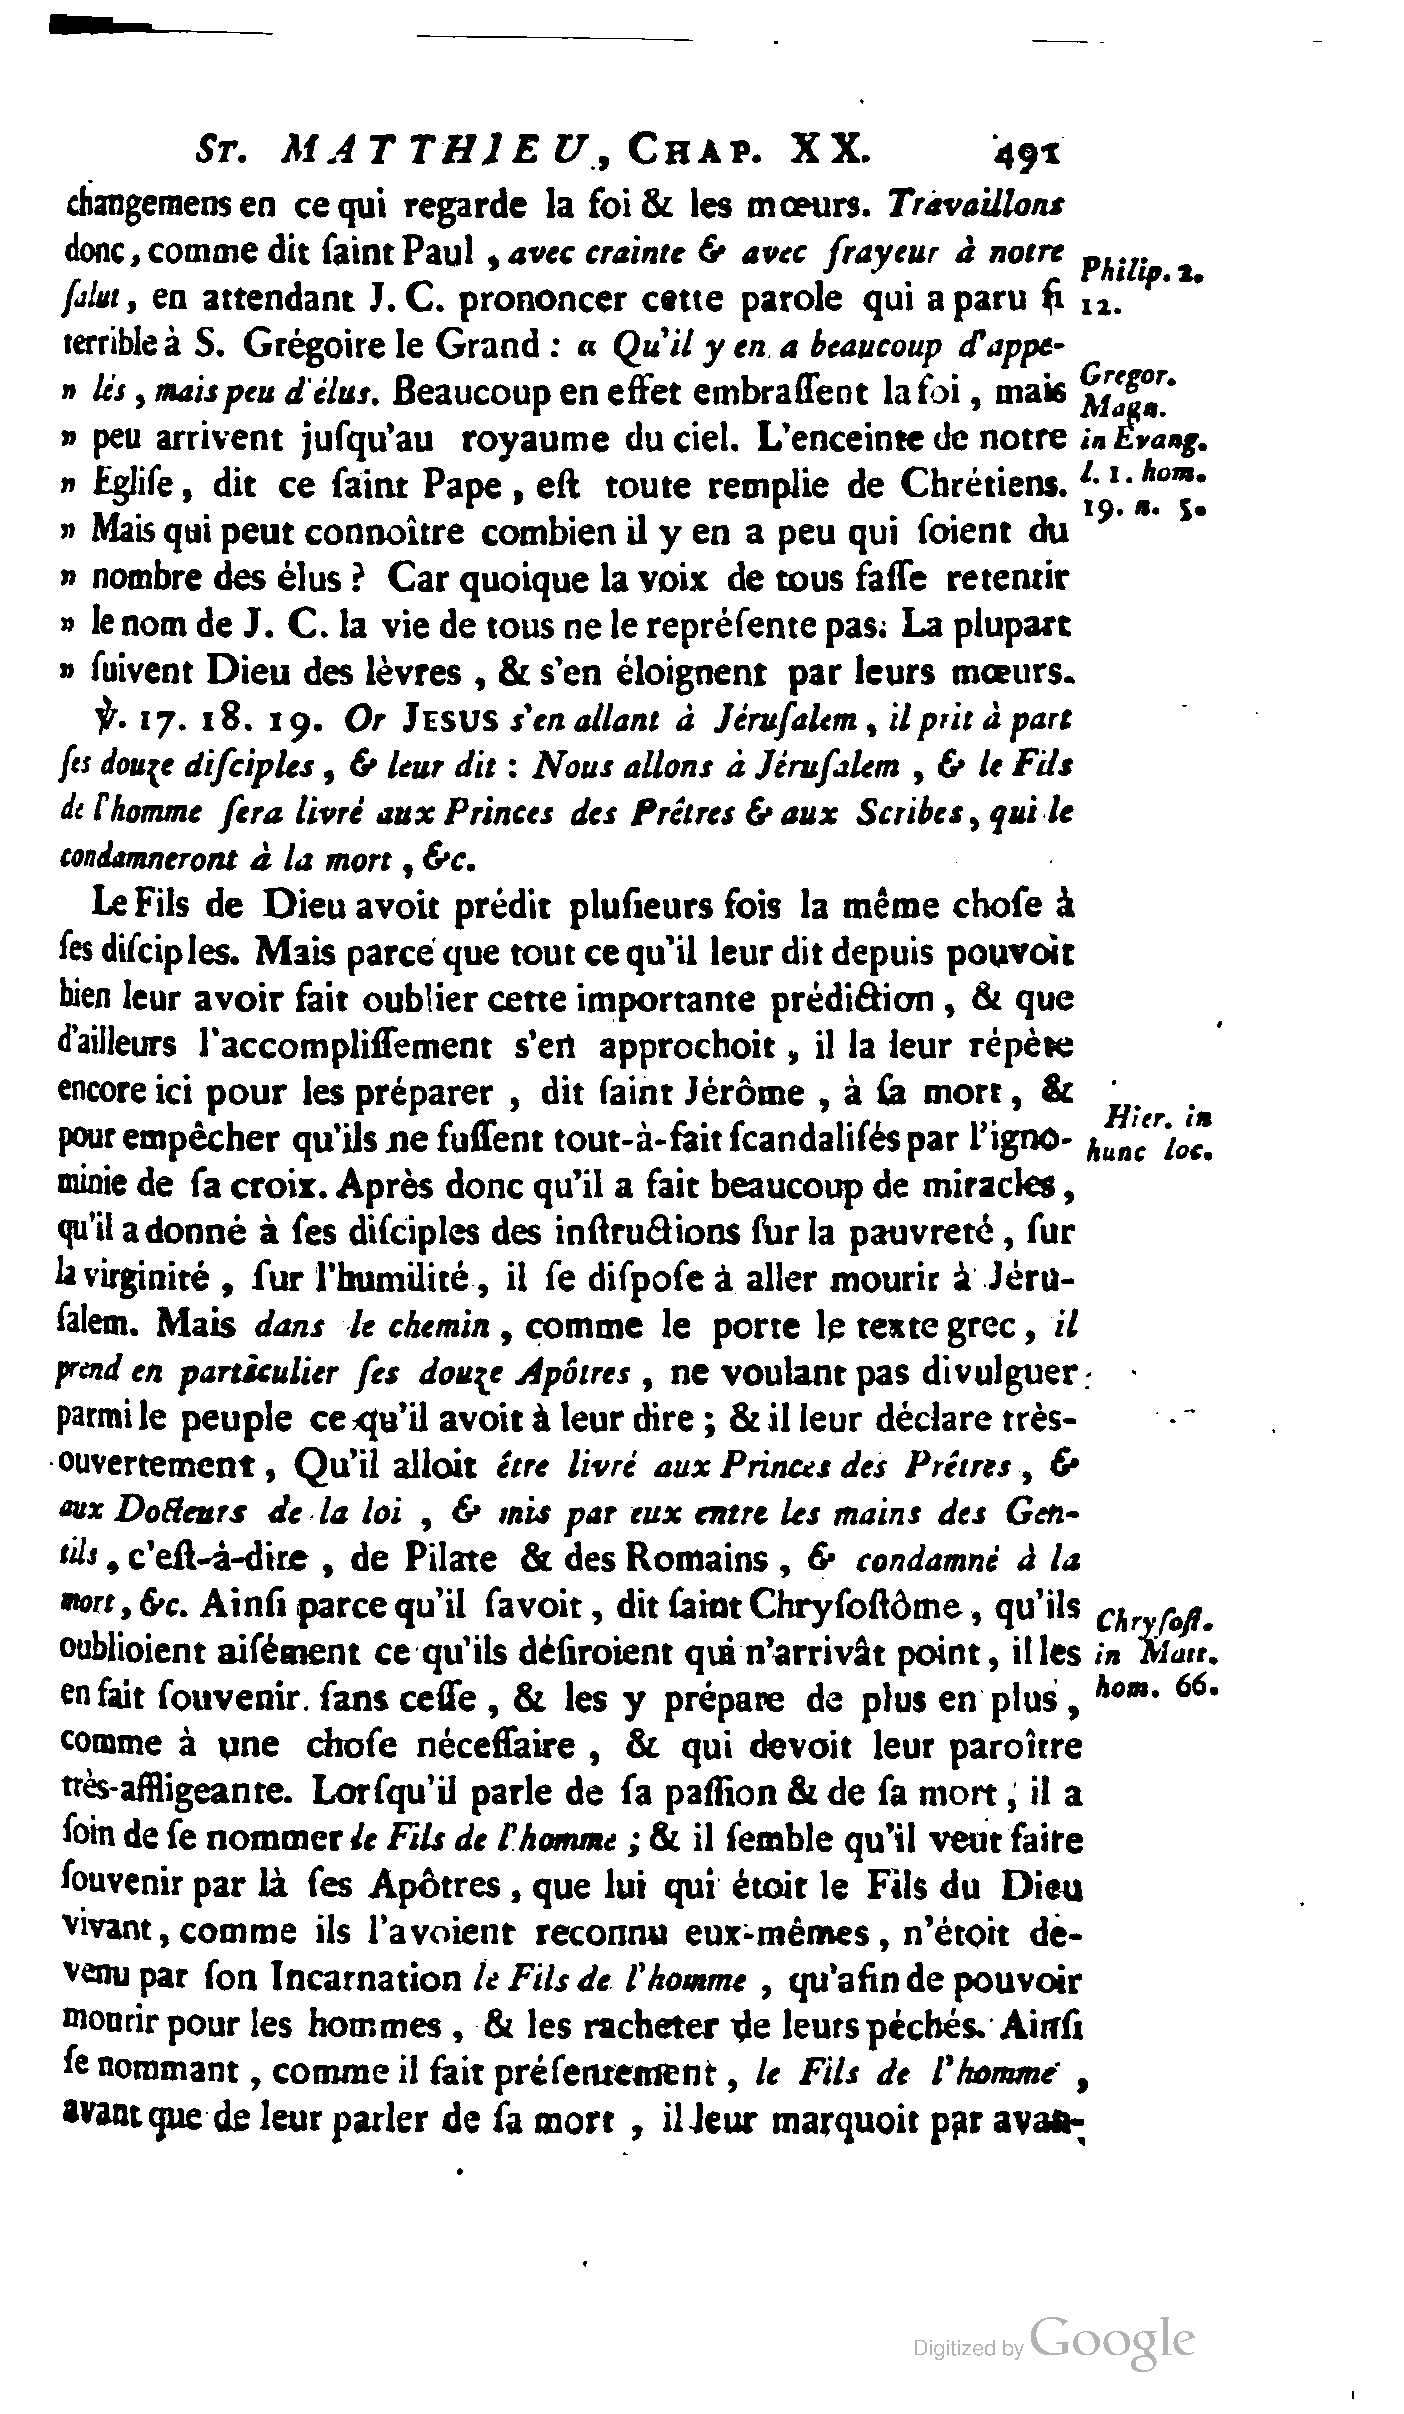 ST. MATTHIEU, CHAP. XX. 491
changemens en ce qui regarde la foi & les mœurs. Travaillons
donc, comme dit ſaint Paul, avec crainte & avec frayeur à notre
ſalut, en attendant J. C. prononcer cette parole qui a paru ſi
terrible à S. Grégoire le Grand : « Qu'il y en a beaucoup d'appe-
» lés, mais peu d'élus. Beaucoup en effet embraſſent la foi, mais
» peu arrivent juſqu'au royaume du ciel. L'enceinte de notre
» Egliſe, dit ce ſaint Pape, eſt toute remplie de Chrétiens.
» Mais qui peut connoître combien il y en a peu qui ſoient du
» nombre des élus ? Car quoique la voix de tous faſſe retentir
» le nom de J. C. la vie de tous ne le repréſente pas. La plupart
» ſuivent Dieu des lèvres, & s'en éloignent par leurs mœurs.
Philip. 2.
12.
Gregor.
Magn.
in Evang.
l. 1. hom.
19. n. 5.
℣. 17. 18. 19. Or JESUS s'en allant à Jéruſalem, il prit à part
ſes douze diſciples, & leur dit : Nous allons à Jéruſalem, & le Fils
de l'homme ſera livré aux Princes des Prêtres & aux Scribes, qui le
condamneront à la mort, &c.
Le Fils de Dieu avoit prédit pluſieurs fois la même choſe à
ſes diſciples. Mais parce que tout ce qu'il leur dit depuis pouvoit
bien leur avoir fait oublier cette importante prédiction, & que
d'ailleurs l'accompliſſement s'en approchoit, il la leur répète
encore ici pour les préparer, dit ſaint Jérôme, à ſa mort, &
pour empêcher qu'ils ne fuſſent tout-à-fait ſcandaliſés par l'igno-
minie de ſa croix. Après donc qu'il a fait beaucoup de miracles,
qu'il a donné à ſes diſciples des inſtructions ſur la pauvreté, ſur
la virginité, ſur l'humilité, il ſe diſpoſe à aller mourir à Jéru-
ſalem. Mais dans le chemin, comme le porte le texte grec, il
prend en particulier ſes douze Apôtres, ne voulant pas divulguer
parmi le peuple ce qu'il avoit à leur dire ; & il leur déclare très-
ouvertement, Qu'il alloit être livré aux Princes des Prêtres, &
aux Docteurs de la loi, & mis par eux entre les mains des Gen-
tils, c'eſt-à-dire, de Pilate & des Romains, & condamné à la
mort, &c. Ainſi parce qu'il ſavoit, dit ſaint Chryſoſtôme, qu'ils
oublioient aiſément ce qu'ils déſiroient qui n'arrivât point, il les
en fait ſouvenir ſans ceſſe, & les y prépare de plus en plus,
comme à une choſe néceſſaire, & qui devoit leur paroître
très-affligeante. Lorſqu'il parle de ſa paſſion & de ſa mort, il a
ſoin de ſe nommer le Fils de l'homme ; & il ſemble qu'il veut faire
ſouvenir par là ſes Apôtres, que lui qui étoit le Fils du Dieu
vivant, comme ils l'avoient reconnu eux-mêmes, n'étoit de-
venu par ſon Incarnation le Fils de l'homme, qu'afin de pouvoir
mourir pour les hommes, & les racheter de leurs péchés. Ainſi
ſe nommant, comme il fait préſentement, le Fils de l'homme,
avant que de leur parler de ſa mort, il leur marquoit par avan-
Hier. in
hunc loc.
Chryſoſt.
in Matt.
hom. 66.
Digitized by Google